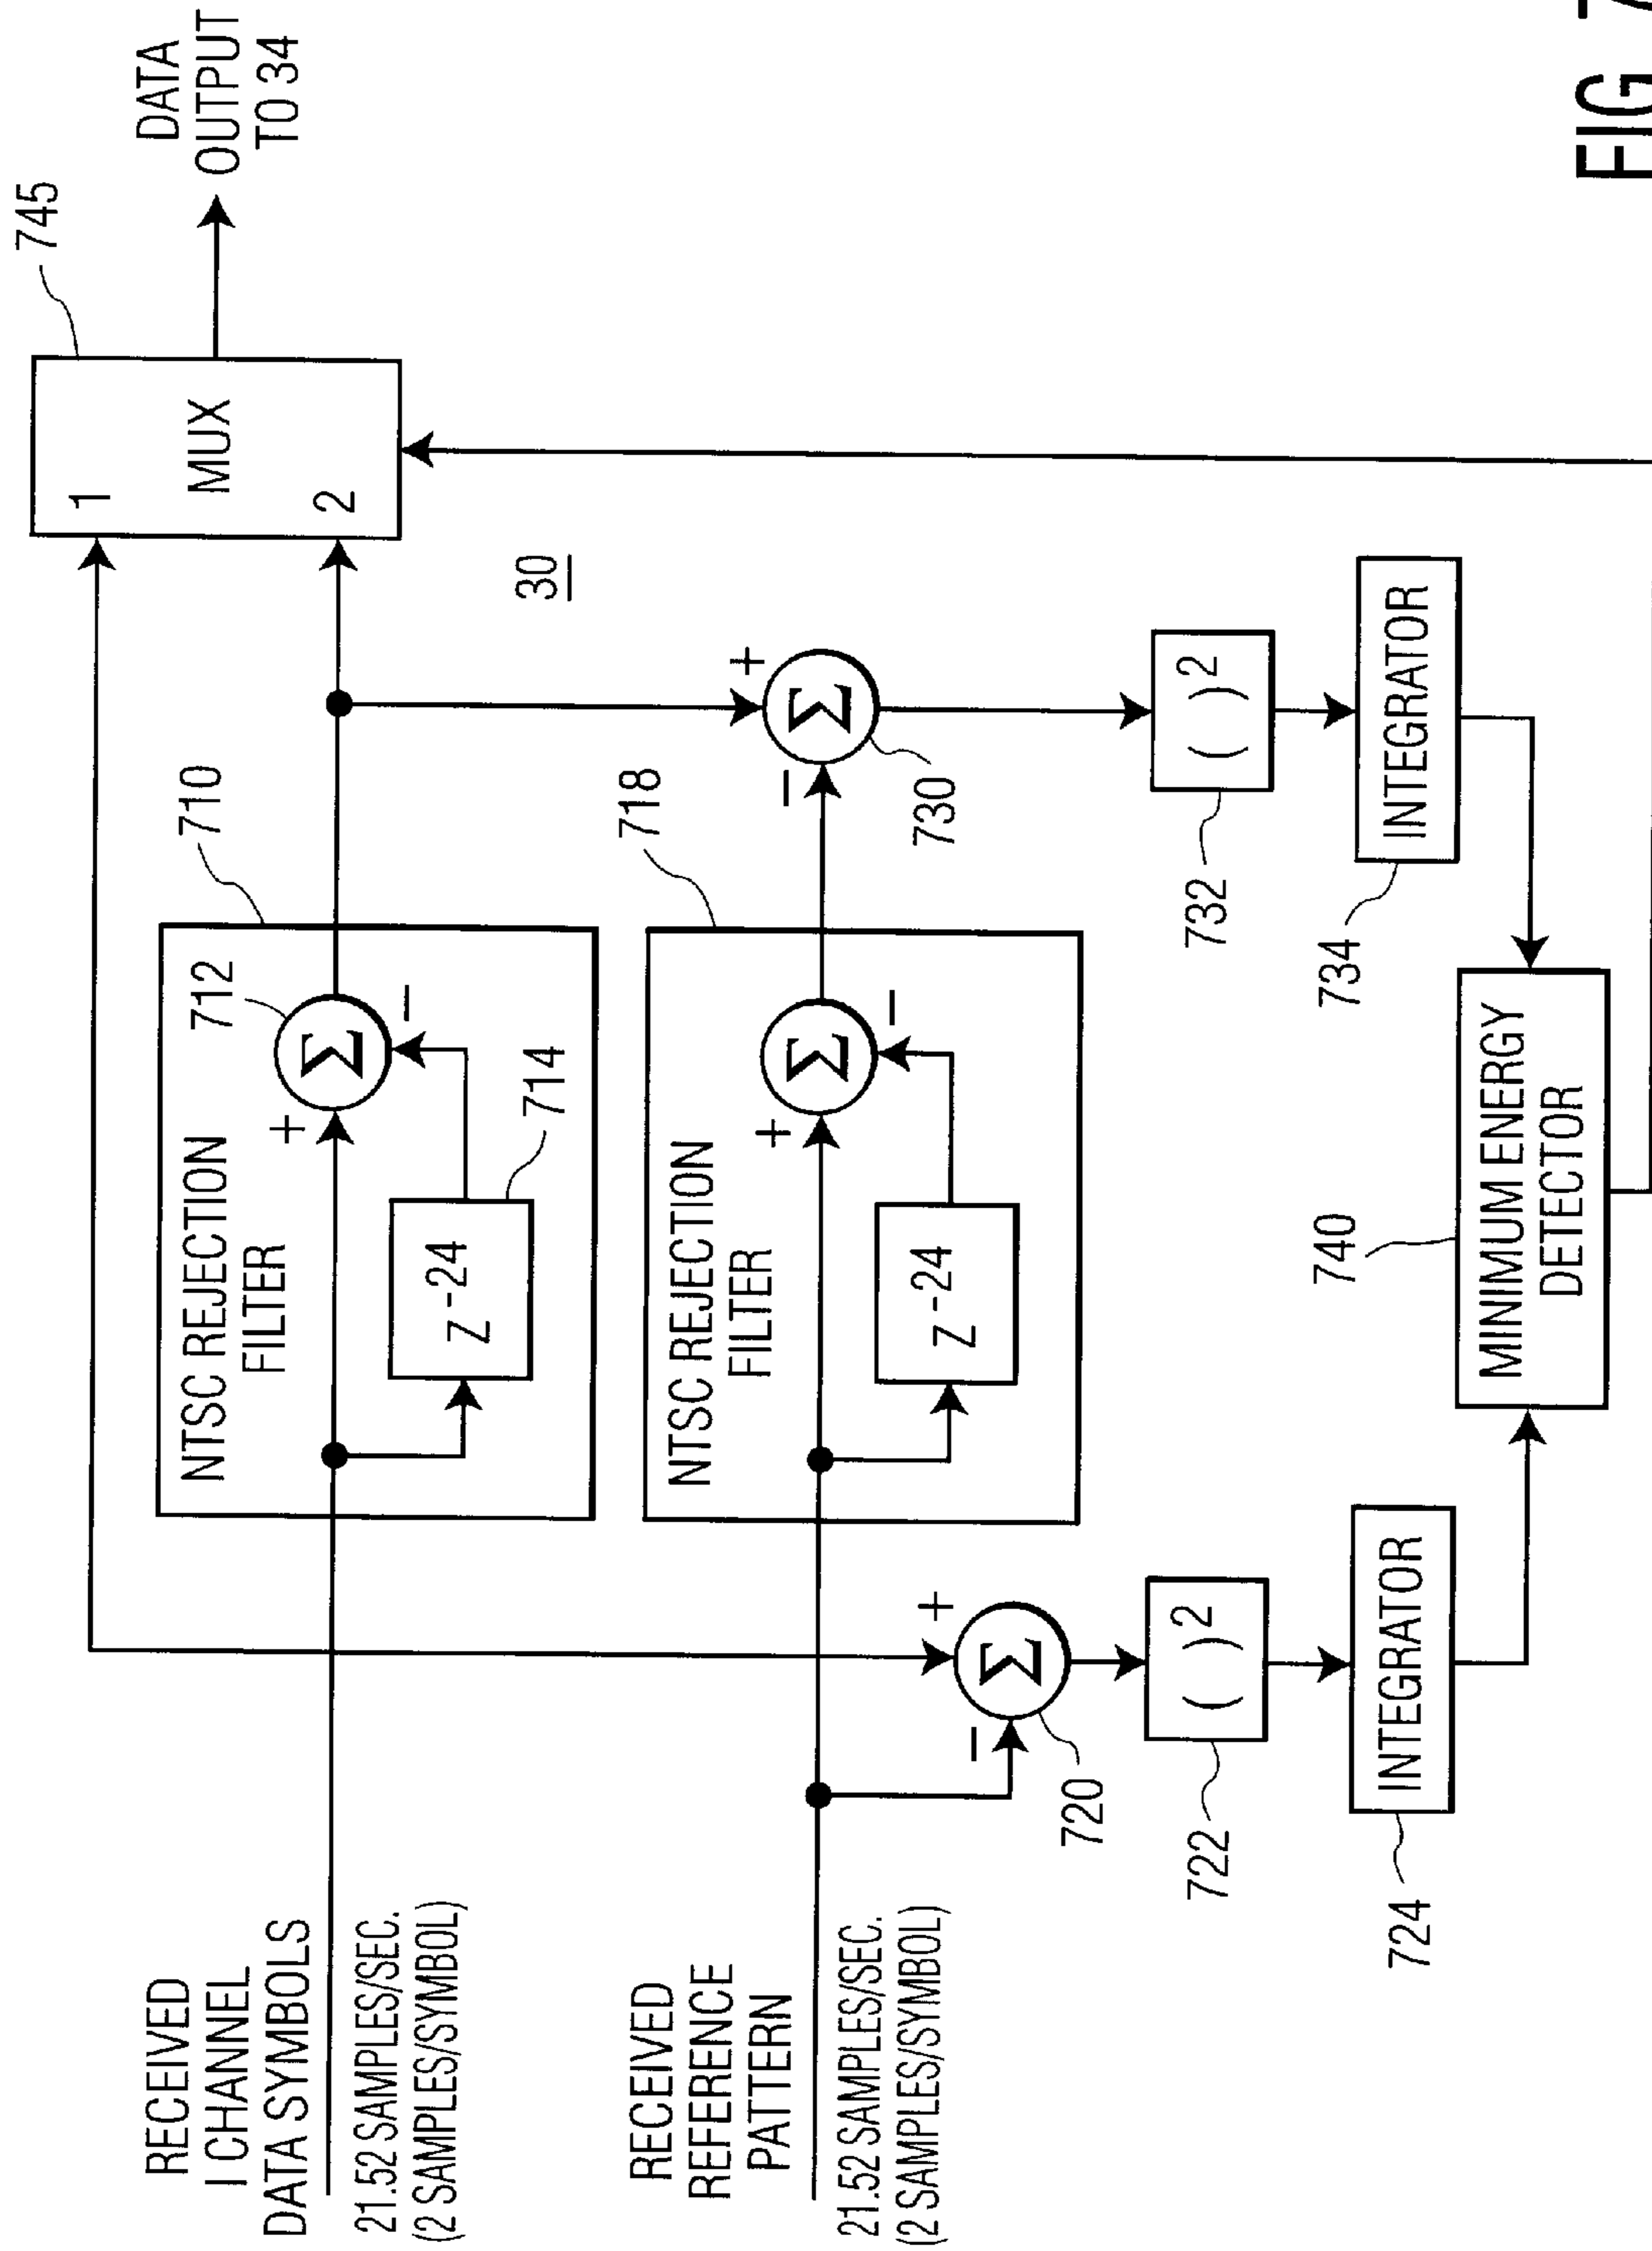 RECEIVED
I CHANNEL
DATA SYMBOLS
21.52 SAMPLES/SEC.
(2 SAMPLES/SYMBOL)
RECEIVED
REFERENCE
PATTERN
21.52 SAMPLES/SEC.
(2 SAMPLES/SYMBOL)
NTSC REJECTION
FILTER
+
Σ
−
712
710
Z -24
714
NTSC REJECTION
FILTER
+
Σ
−
718
Z -24
745
1
MUX
2
DATA
OUTPUT
TO 34
30
+
Σ
−
720
( )2
722
INTEGRATOR
724
+
Σ
−
730
( )2
732
INTEGRATOR
734
740
MINIMUM ENERGY
DETECTOR
FIG 7